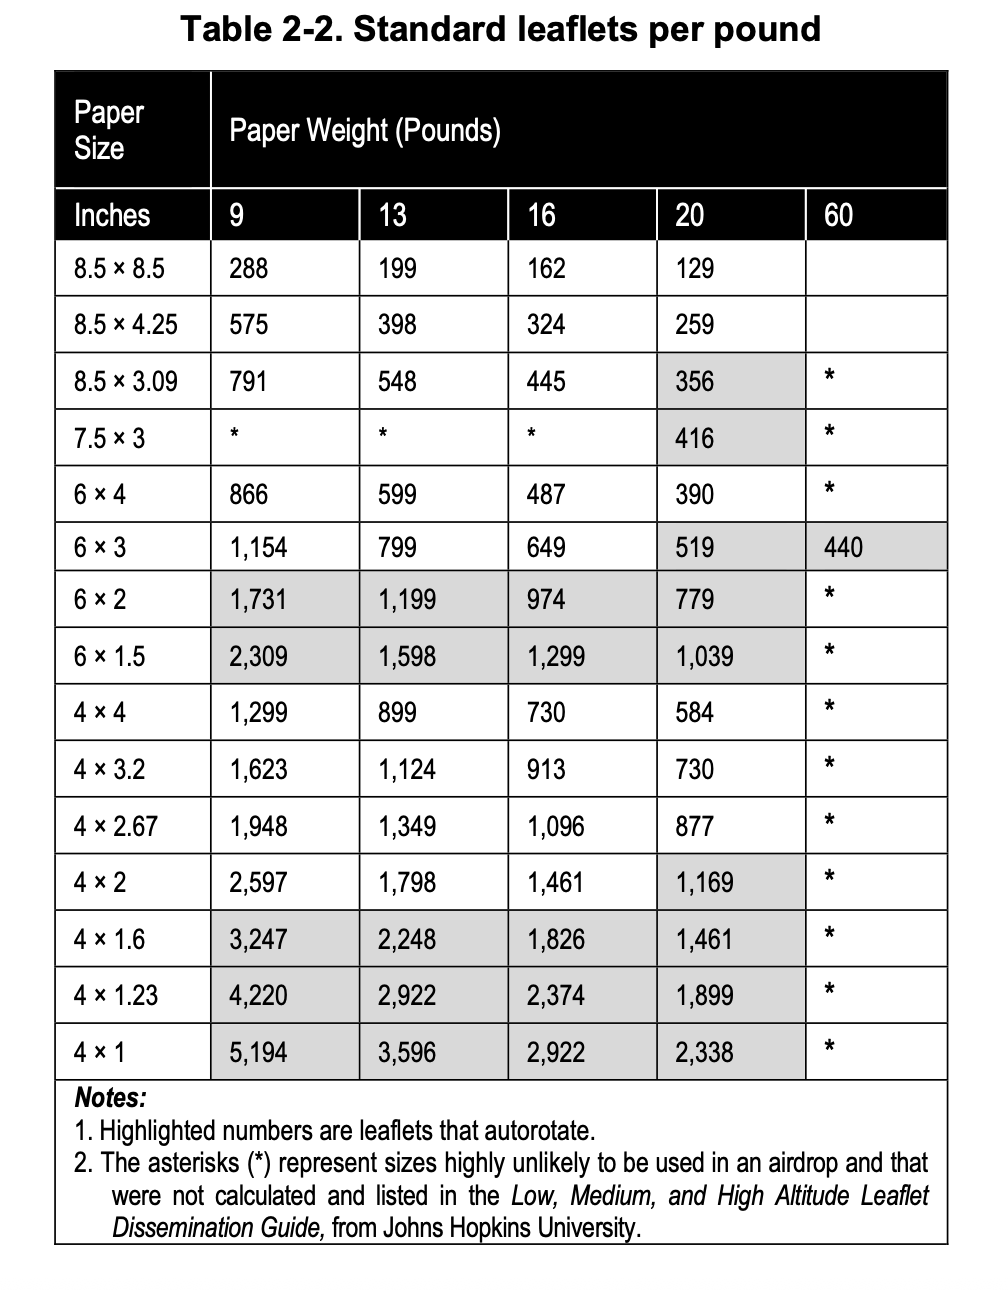 Table 2-2. Standard leaflets per pound
Paper Size Paper Weight (Pounds)
Inches 9 13 16 20 60
8.5 × 8.5 288 199 162 129
8.5 × 4.25 575 398 324 259
8.5 × 3.09 791 548 445 356 *
7.5 × 3 * * * 416 *
6 × 4 866 599 487 390 *
6 × 3 1,154 799 649 519 440
6 × 2 1,731 1,199 974 779 *
6 × 1.5 2,309 1,598 1,299 1,039 *
4 × 4 1,299 899 730 584 *
4 × 3.2 1,623 1,124 913 730 *
4 × 2.67 1,948 1,349 1,096 877 *
4 × 2 2,597 1,798 1,461 1,169 *
4 × 1.6 3,247 2,248 1,826 1,461 *
4 × 1.23 4,220 2,922 2,374 1,899 *
4 × 1 5,194 3,596 2,922 2,338 *
Notes:
1. Highlighted numbers are leaflets that autorotate.
2. The asterisks (*) represent sizes highly unlikely to be used in an airdrop and that
were not calculated and listed in the Low, Medium, and High Altitude Leaflet
Dissemination Guide, from Johns Hopkins University.